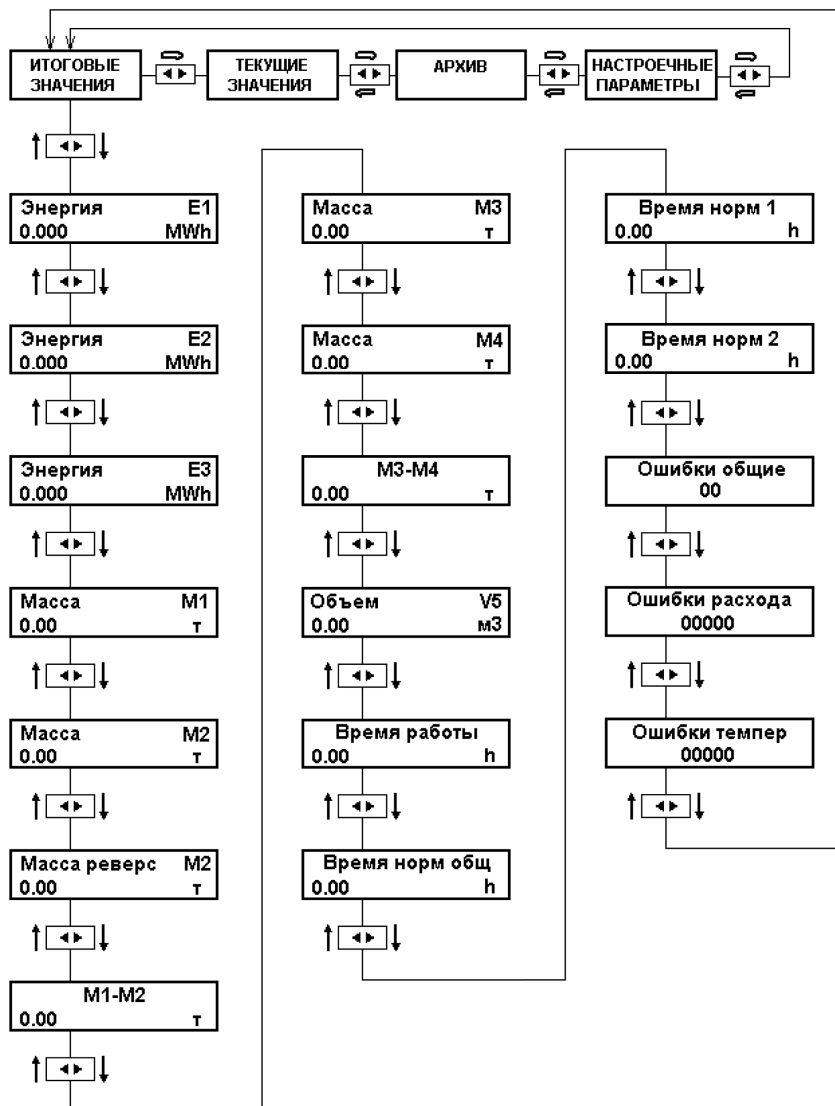 ИТОГОВЫЕ
ЗНАЧЕНИЯ
ТЕКУЩИЕ
ЗНАЧЕНИЯ
АРХИВ
НАСТРОЕЧНЫЕ
ПАРАМЕТРЫ
Энергия E1
0.000 MWh
Энергия E2
0.000 MWh
Энергия E3
0.000 MWh
Масса M1
0.00 т
Масса M2
0.00 т
Масса реверс M2
0.00 т
M1-M2
0.00 т
Масса M3
0.00 т
Масса M4
0.00 т
M3-M4
0.00 т
Объем V5
0.00 м3
Время работы
0.00 h
Время норм общ
0.00 h
Время норм 1
0.00 h
Время норм 2
0.00 h
Ошибки общие
00
Ошибки расхода
00000
Ошибки темпер
00000